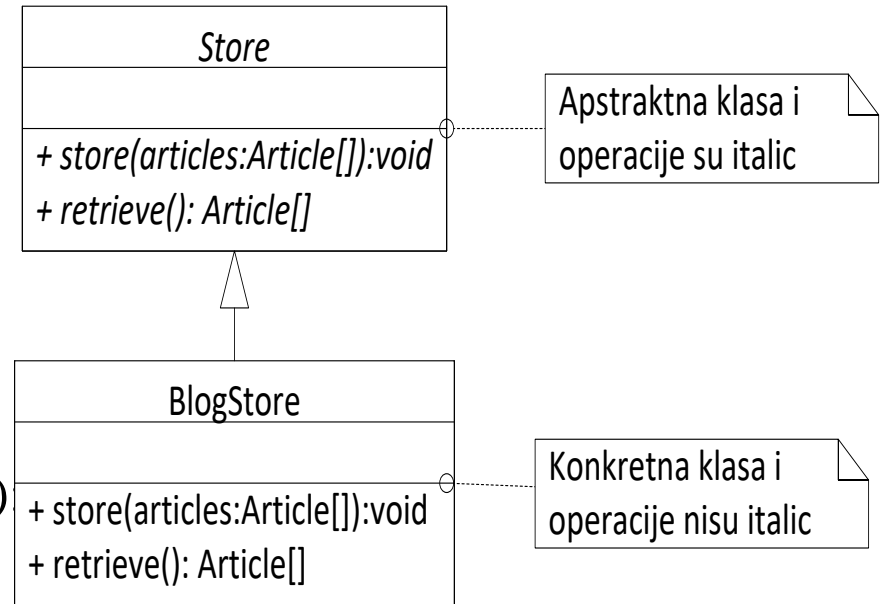 Store
+ store(articles:Article[]):void
+ retrieve(): Article[]
Apstraktna klasa i
operacije su italic
BlogStore
+ store(articles:Article[]):void
+ retrieve(): Article[]
Konkretna klasa i
operacije nisu italic
)